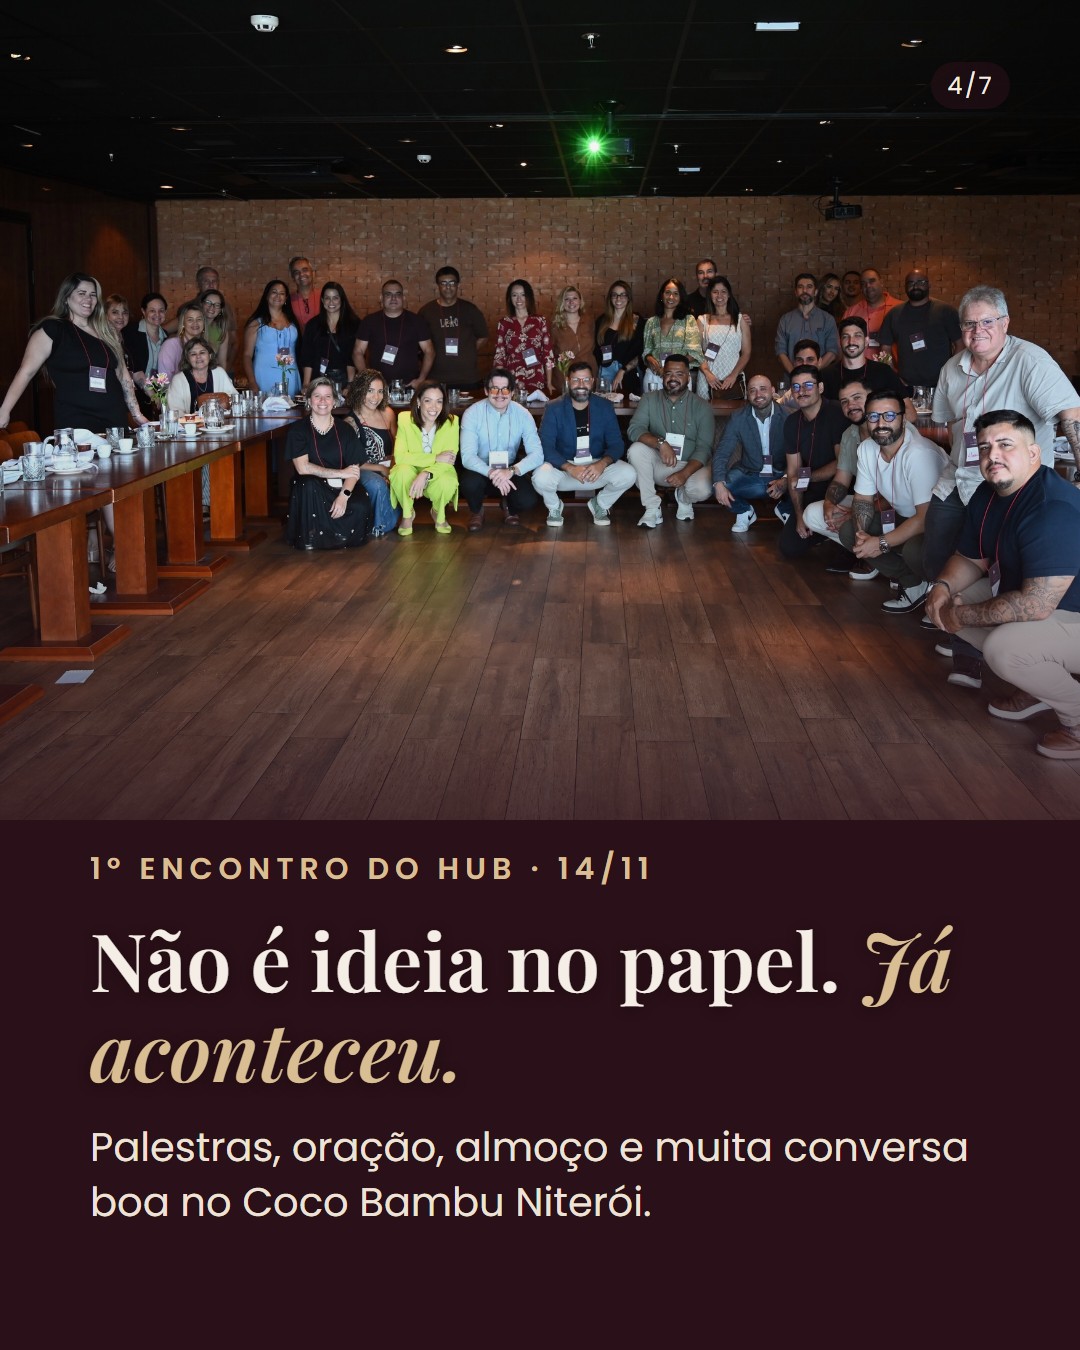 4/7
LEÃO
1º ENCONTRO DO HUB · 14/11
Não é ideia no papel. Já
aconteceu.
Palestras, oração, almoço e muita conversa
boa no Coco Bambu Niterói.